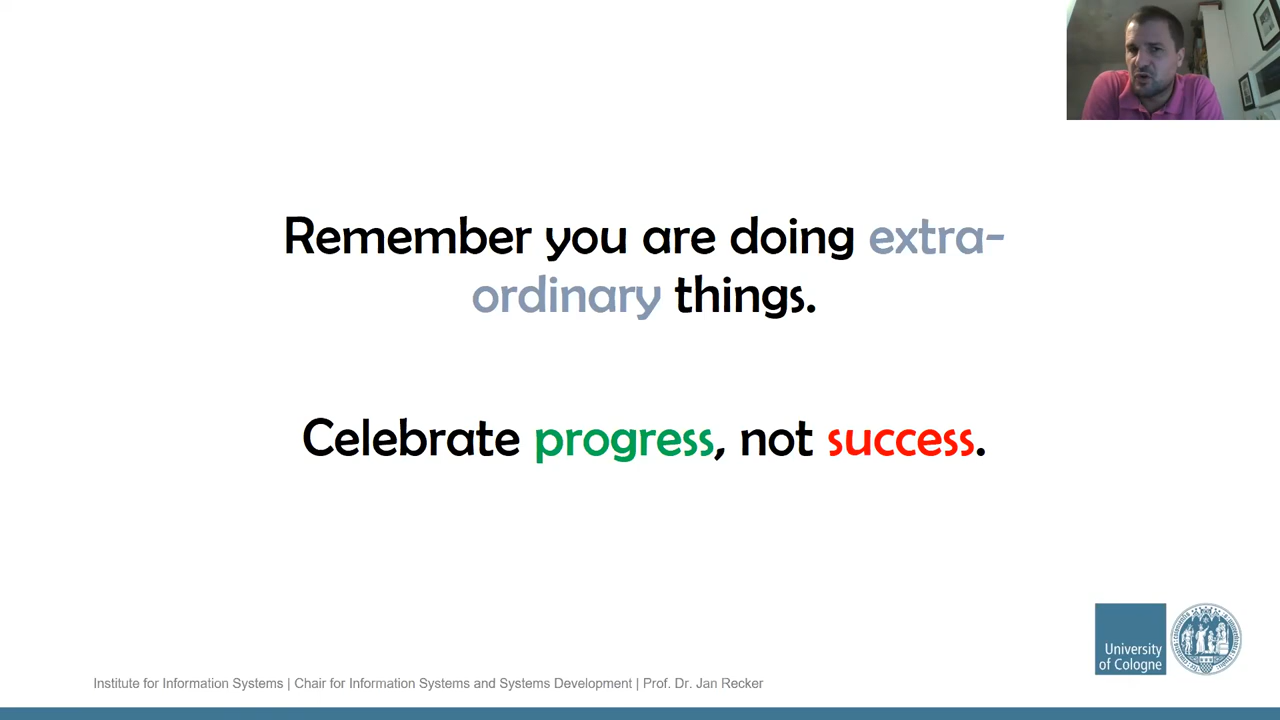 Remember you are doing extra-
ordinary things.
Celebrate progress, not success.
University
of Cologne
Institute for Information Systems | Chair for Information Systems and Systems Development | Prof. Dr. Jan Recker